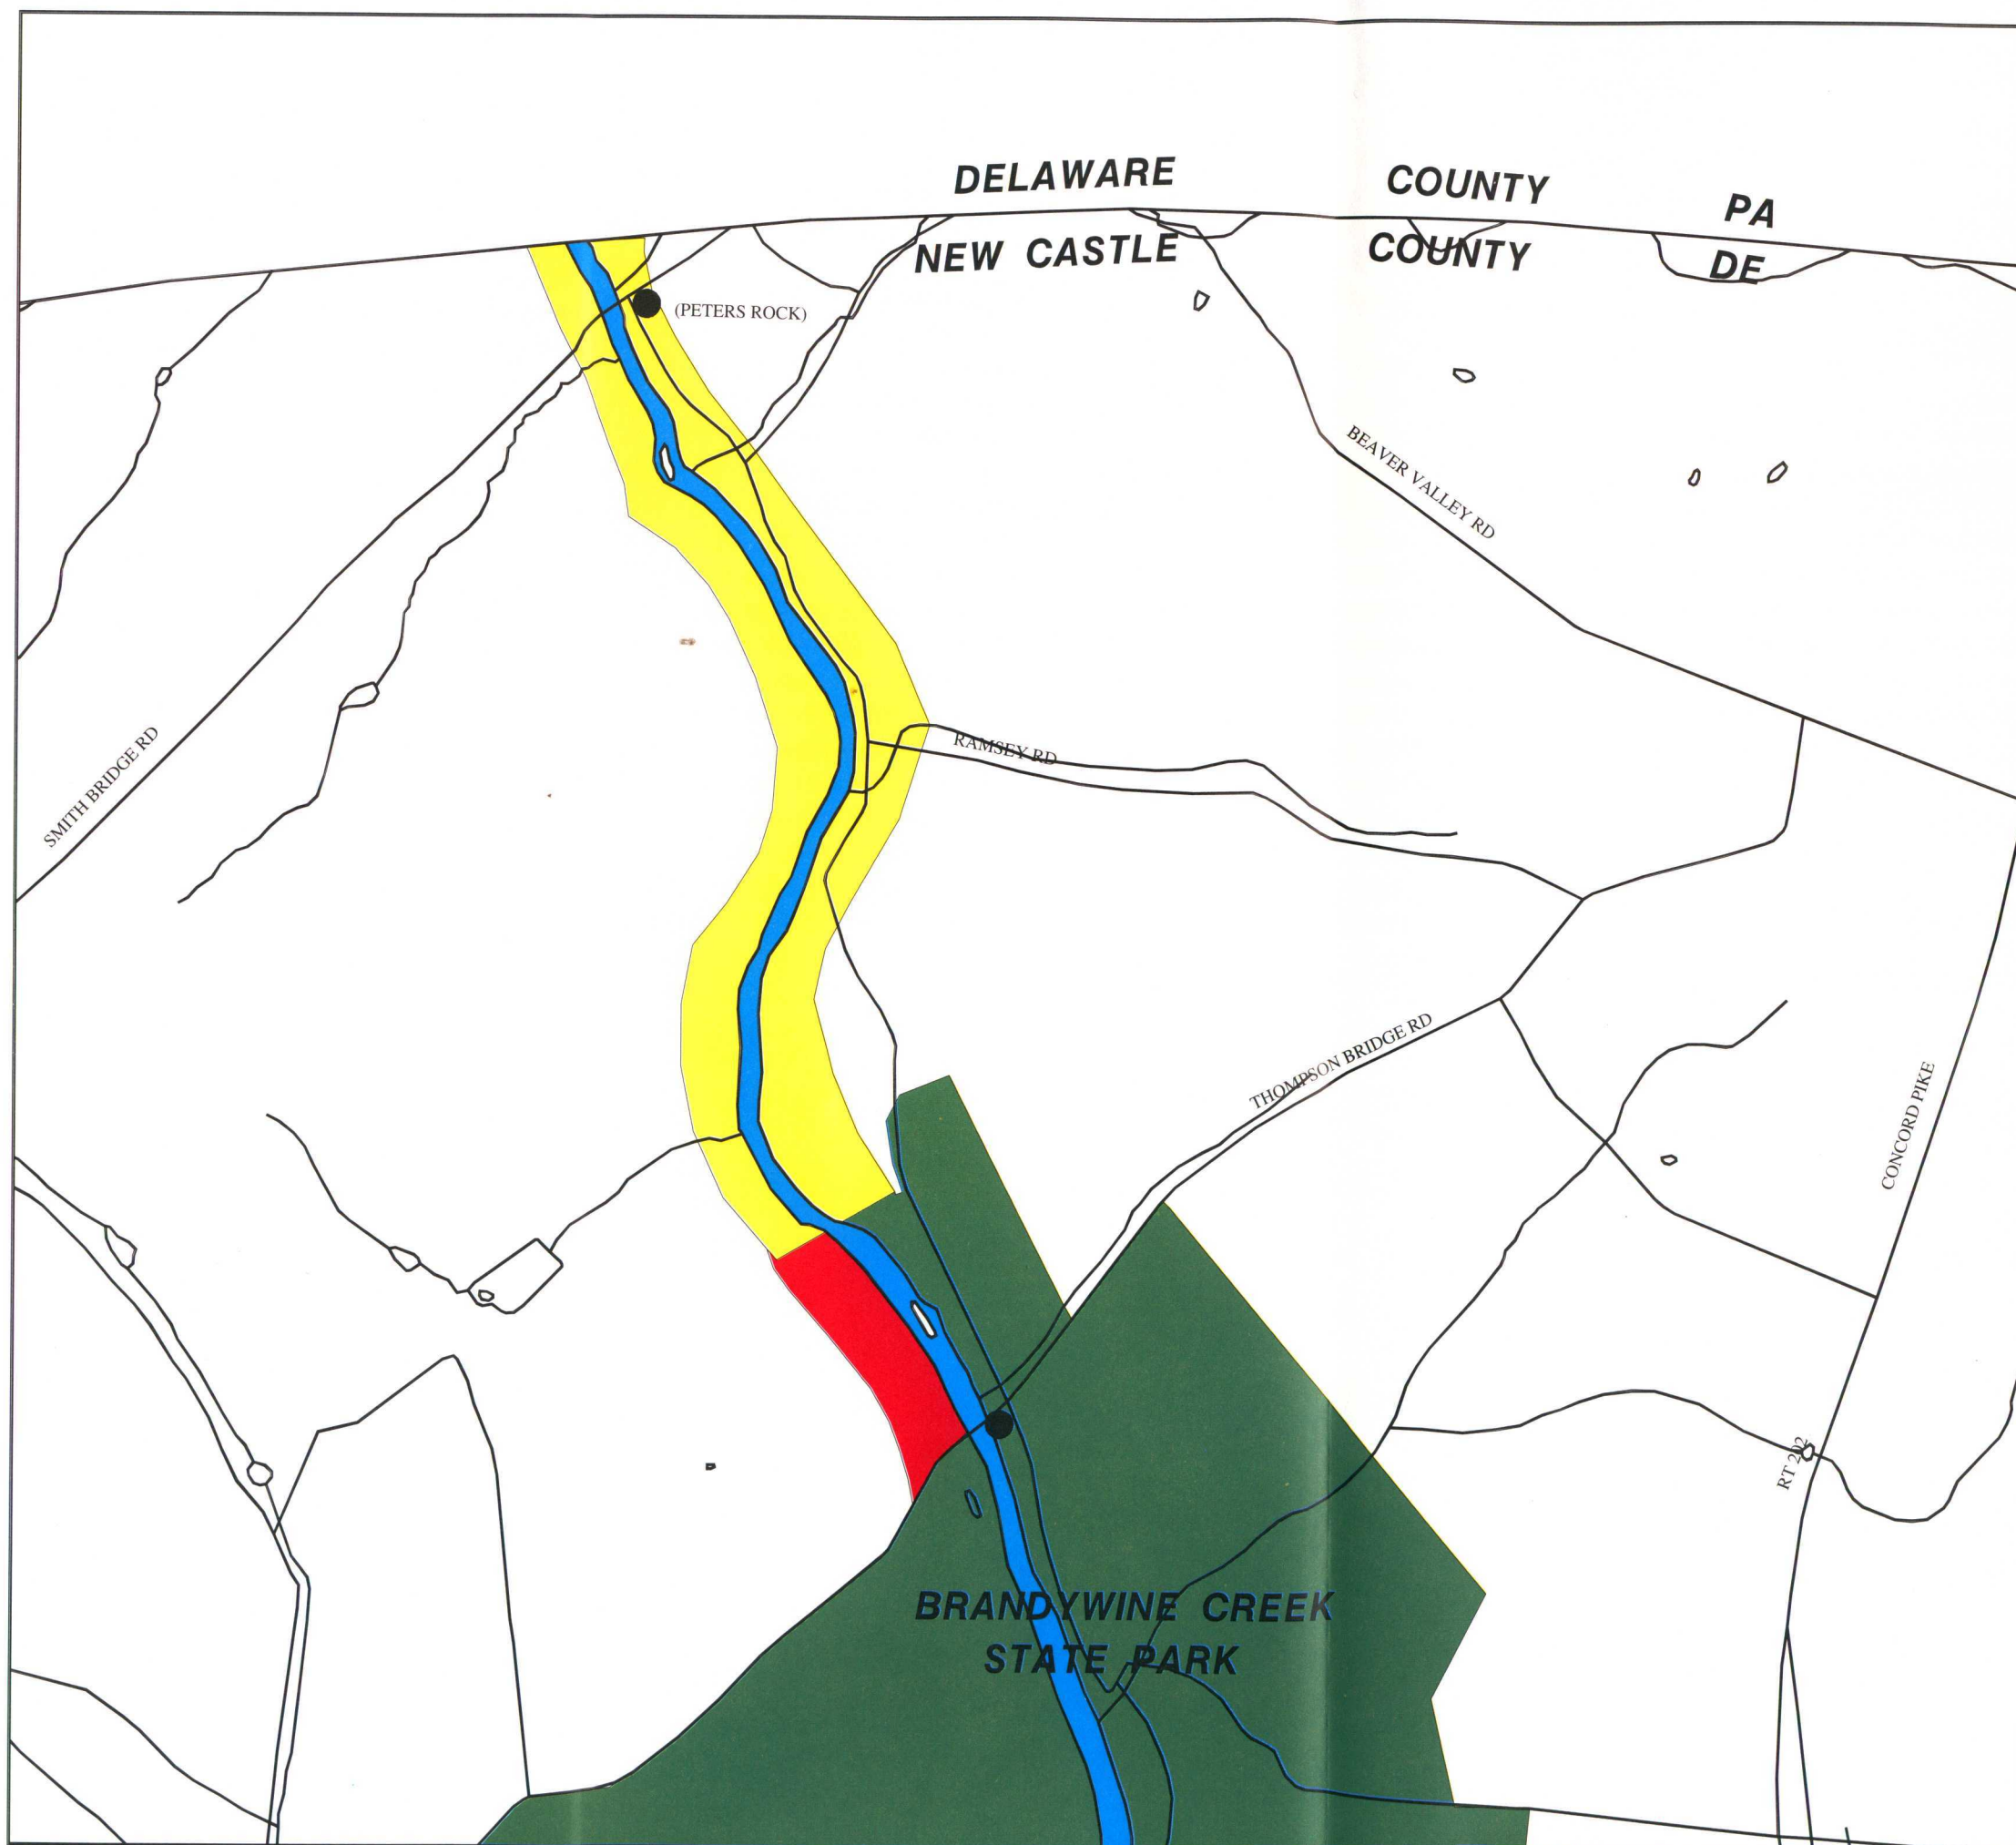 DELAWARE COUNTY PA
NEW CASTLE COUNTY DE
(PETERS ROCK)
BEAVER VALLEY RD
SMITH BRIDGE RD
RAMSEY RD
THOMPSON BRIDGE RD
CONCORD PIKE
RT 202
BRANDYWINE CREEK
STATE PARK